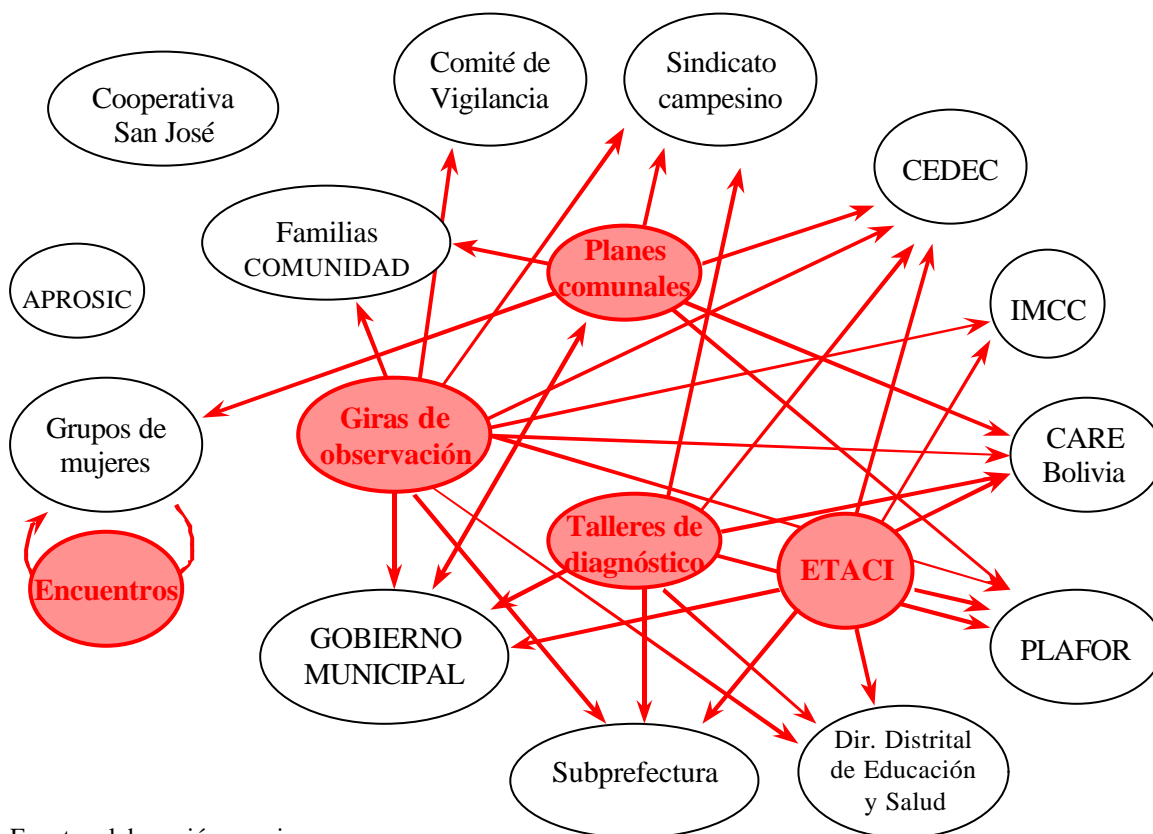 Comité de
Vigilancia
Sindicato
campesino
Cooperativa
San José
CEDEC
Familias
COMUNIDAD
Planes
comunales
APROSIC
IMCC
Grupos de
mujeres
Giras de
observación
CARE
Bolivia
Talleres de
diagnóstico
ETACI
Encuentros
GOBIERNO
MUNICIPAL
PLAFOR
Subprefectura
Dir. Distrital
de Educación
y Salud